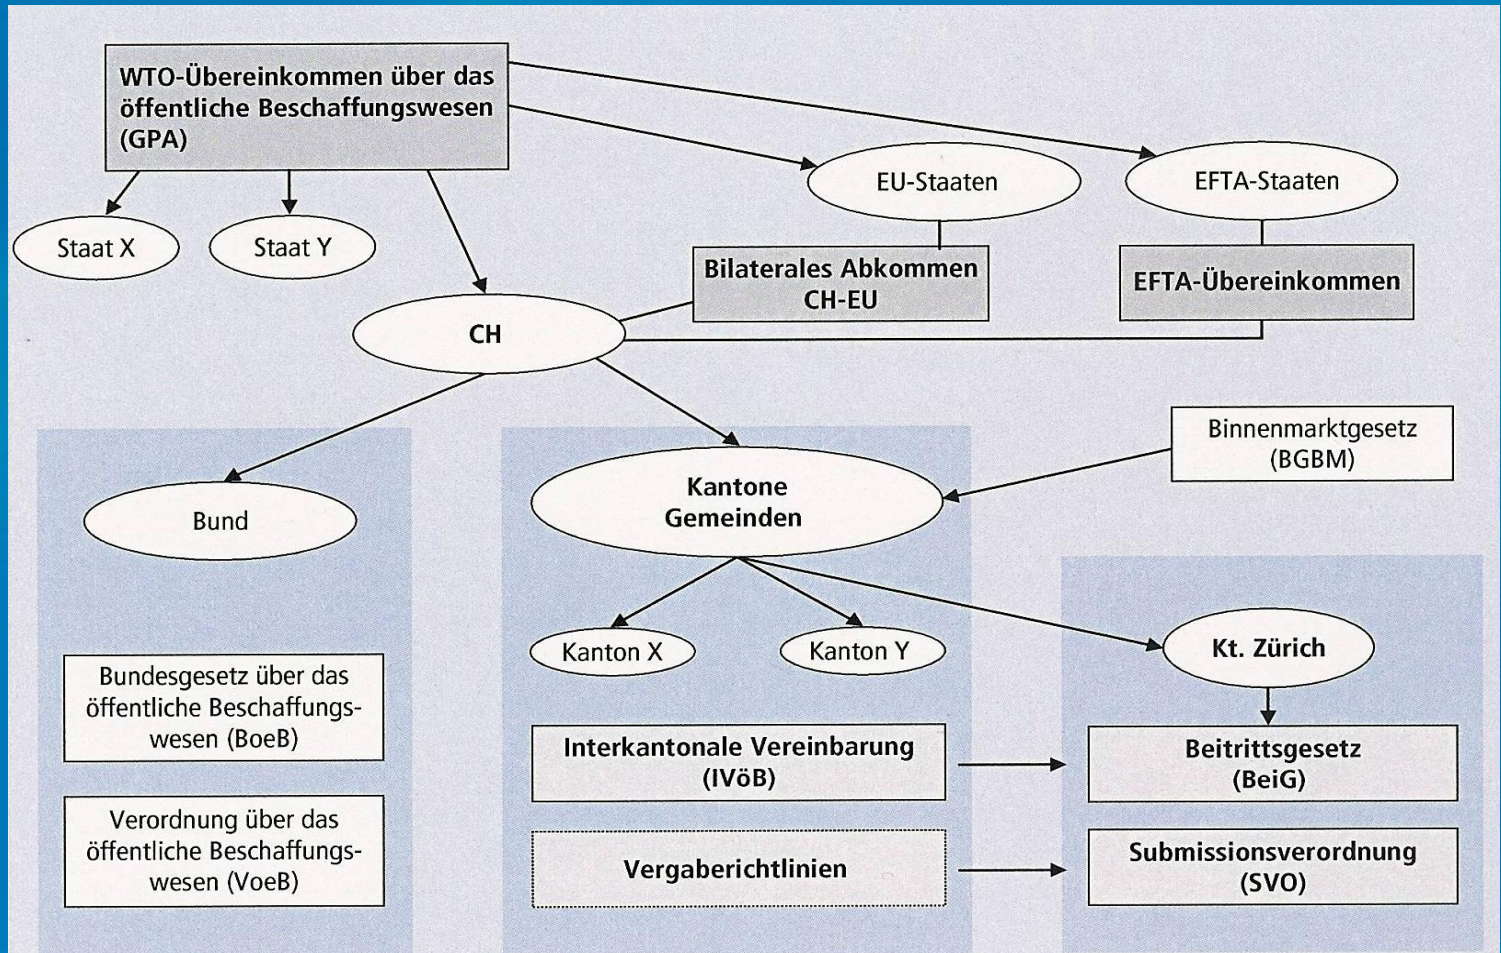 WTO-Übereinkommen über das
öffentliche Beschaffungswesen
(GPA)
EU-Staaten
EFTA-Staaten
Staat X
Staat Y
Bilaterales Abkommen
CH-EU
EFTA-Übereinkommen
CH
Binnenmarktgesetz
(BGBM)
Bund
Kantone
Gemeinden
Kanton X
Kanton Y
Kt. Zürich
Bundesgesetz über das
öffentliche Beschaffungs-
wesen (BoeB)
Interkantonale Vereinbarung
(IVöB)
Beitrittsgesetz
(BeiG)
Verordnung über das
öffentliche Beschaffungs-
wesen (VoeB)
Vergaberichtlinien
Submissionsverordnung
(SVO)